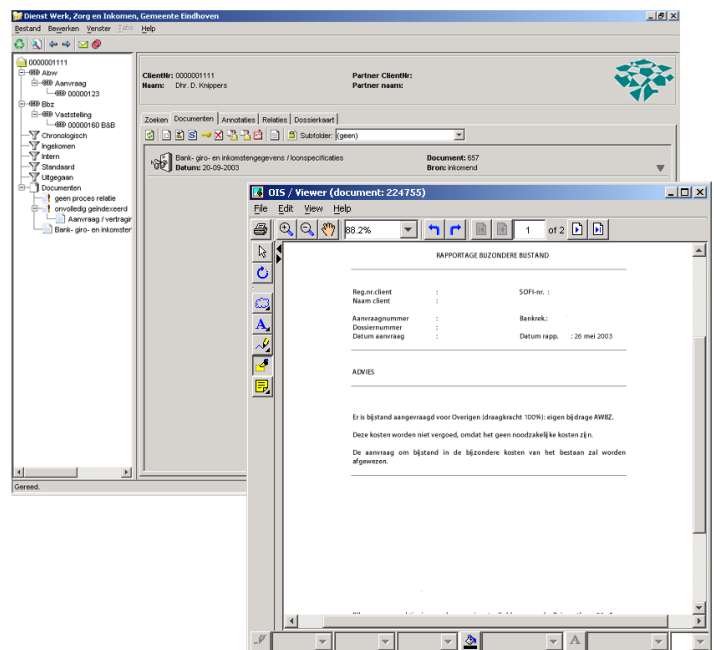 Dienst Werk, Zorg en Inkomen, Gemeente Eindhoven
Bestand Bewerken Venster Tabs Help
0000001111
Abw
Aanvraag
00000123
Bbz
Vaststelling
00000160 B&B
Chronologisch
Ingekomen
Intern
Standaard
Uitgegaan
Documenten
geen proces relatie
onvolledig geïndexeerd
Aanvraag / vertragin
Bank- giro- en inkomster
Gereed.
ClientNr: 0000001111 Partner ClientNr:
Naam: Dhr. D. Knippers Partner naam:
Zoeken Documenten Annotaties Relaties Dossierkaart
Subfolder: (geen)
Bank- giro- en inkomstengegevens / loonspecificaties Document: 657
Datum: 20-09-2003 Bron: inkomend
OIS / Viewer (document: 224755)
File Edit View Help
88.2% 1 of 2
RAPPORTAGE BIJZONDERE BIJSTAND
Reg.nr.client : SOFI-nr. :
Naam client :
Aanvraagnummer : Bankrek.:
Dossiernummer :
Datum aanvraag : Datum rapp. : 26 mei 2003
ADVIES
Er is bijstand aangevraagd voor Overigen (draagkracht 100%): eigen bijdrage AWBZ.
Deze kosten worden niet vergoed, omdat het geen noodzakelijke kosten zijn.
De aanvraag om bijstand in de bijzondere kosten van het bestaan zal worden
afgewezen.